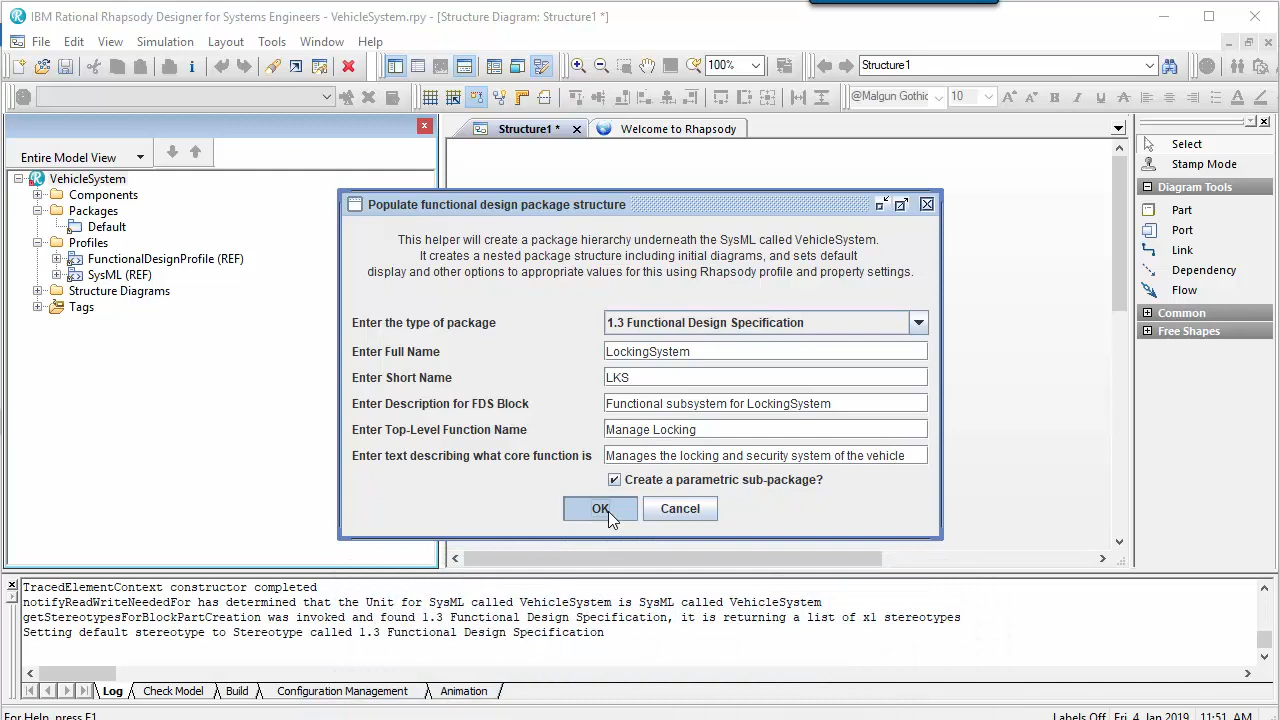 IBM Rational Rhapsody Designer for Systems Engineers - VehicleSystem.rpy - [Structure Diagram: Structure1 *]
File Edit View Simulation Layout Tools Window Help
100% Structure1
@Malgun Gothic 10
Entire Model View
Structure1 * Welcome to Rhapsody
VehicleSystem
Components
Packages
Default
Profiles
FunctionalDesignProfile (REF)
SysML (REF)
Structure Diagrams
Tags
Populate functional design package structure
This helper will create a package hierarchy underneath the SysML called VehicleSystem.
It creates a nested package structure including initial diagrams, and sets default
display and other options to appropriate values for this using Rhapsody profile and property settings.
Enter the type of package 1.3 Functional Design Specification
Enter Full Name LockingSystem
Enter Short Name LKS
Enter Description for FDS Block Functional subsystem for LockingSystem
Enter Top-Level Function Name Manage Locking
Enter text describing what core function is Manages the locking and security system of the vehicle
Create a parametric sub-package?
OK Cancel
Select
Stamp Mode
Diagram Tools
Part
Port
Link
Dependency
Flow
Common
Free Shapes
TracedElementContext constructor completed
notifyReadWriteNeededFor has determined that the Unit for SysML called VehicleSystem is SysML called VehicleSystem
getStereotypesForBlockPartCreation was invoked and found 1.3 Functional Design Specification, it is returning a list of x1 stereotypes
Setting default stereotype to Stereotype called 1.3 Functional Design Specification
Log Check Model Build Configuration Management Animation
For Help, press F1 Labels Off Fri, 4, Jan 2019 11:51 AM